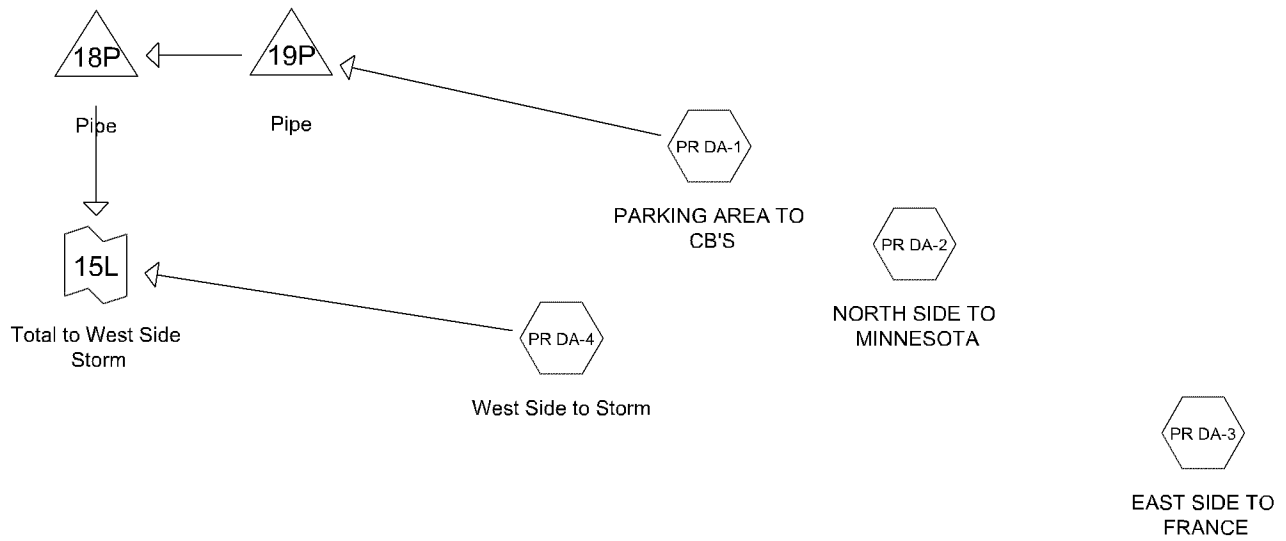 18P
19P
Pipe
Pipe
PR DA-1
PARKING AREA TO
CB'S
PR DA-2
NORTH SIDE TO
MINNESOTA
15L
Total to West Side
Storm
PR DA-4
West Side to Storm
PR DA-3
EAST SIDE TO
FRANCE